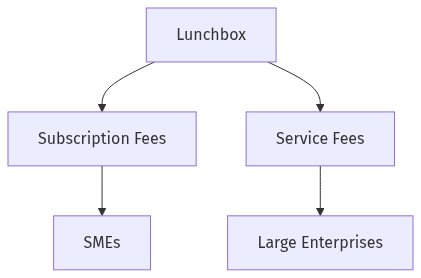 Lunchbox
Subscription Fees
Service Fees
SMEs
Large Enterprises